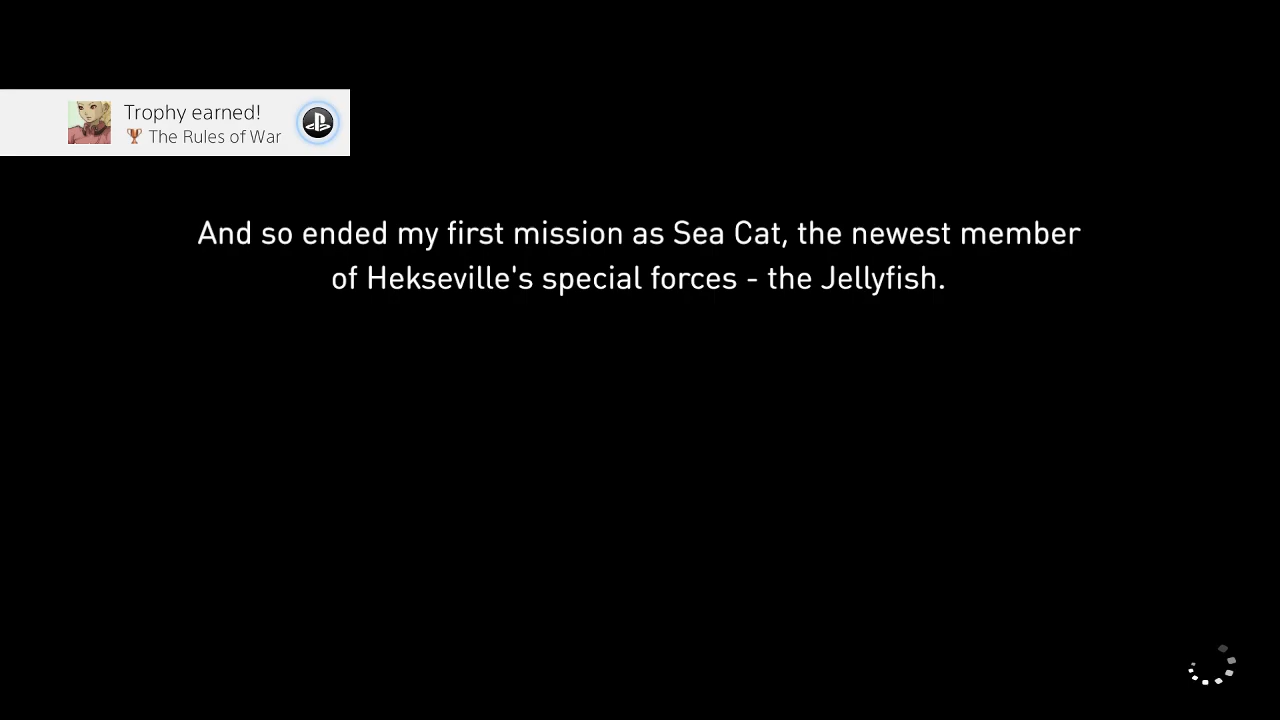 Trophy earned!
The Rules of War
And so ended my first mission as Sea Cat, the newest member
of Hekseville's special forces - the Jellyfish.